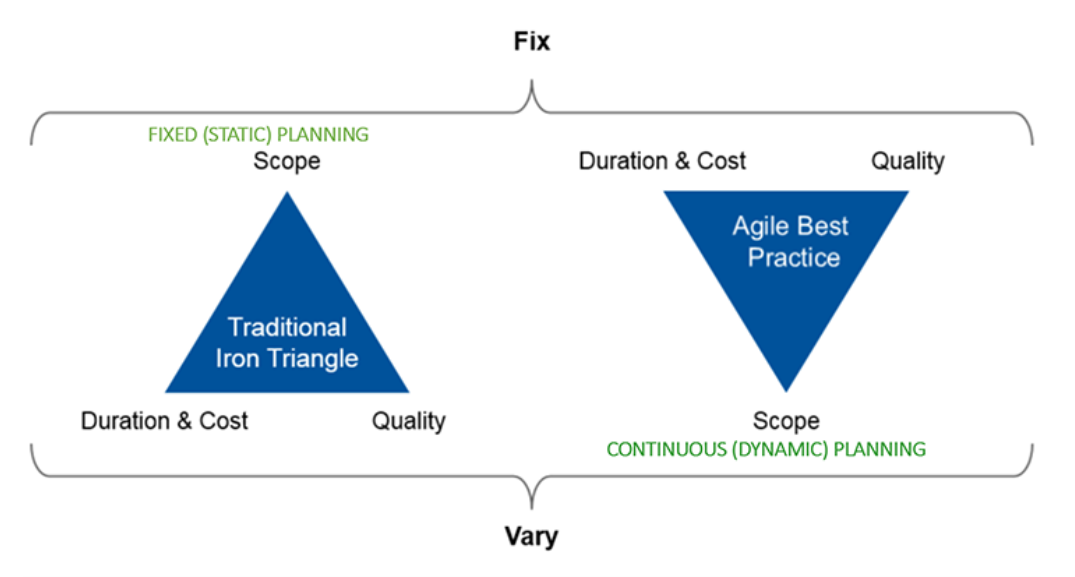 Fix
FIXED (STATIC) PLANNING
Scope
Traditional
Iron Triangle
Duration & Cost
Quality
Duration & Cost
Quality
Agile Best
Practice
Scope
CONTINUOUS (DYNAMIC) PLANNING
Vary